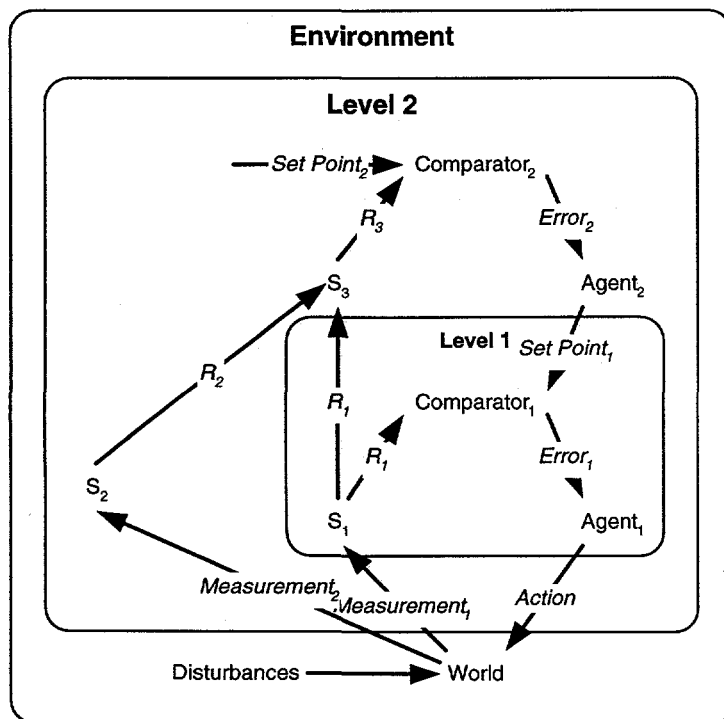 Environment
Level 2
Set Point₂ Comparator₂
R₃ Error₂
S₃ Agent₂
Level 1 Set Point₁
R₂ R₁ Comparator₁
R₁ Error₁
S₂
S₁ Agent₁
Measurement₂ Measurement₁ Action
Disturbances World